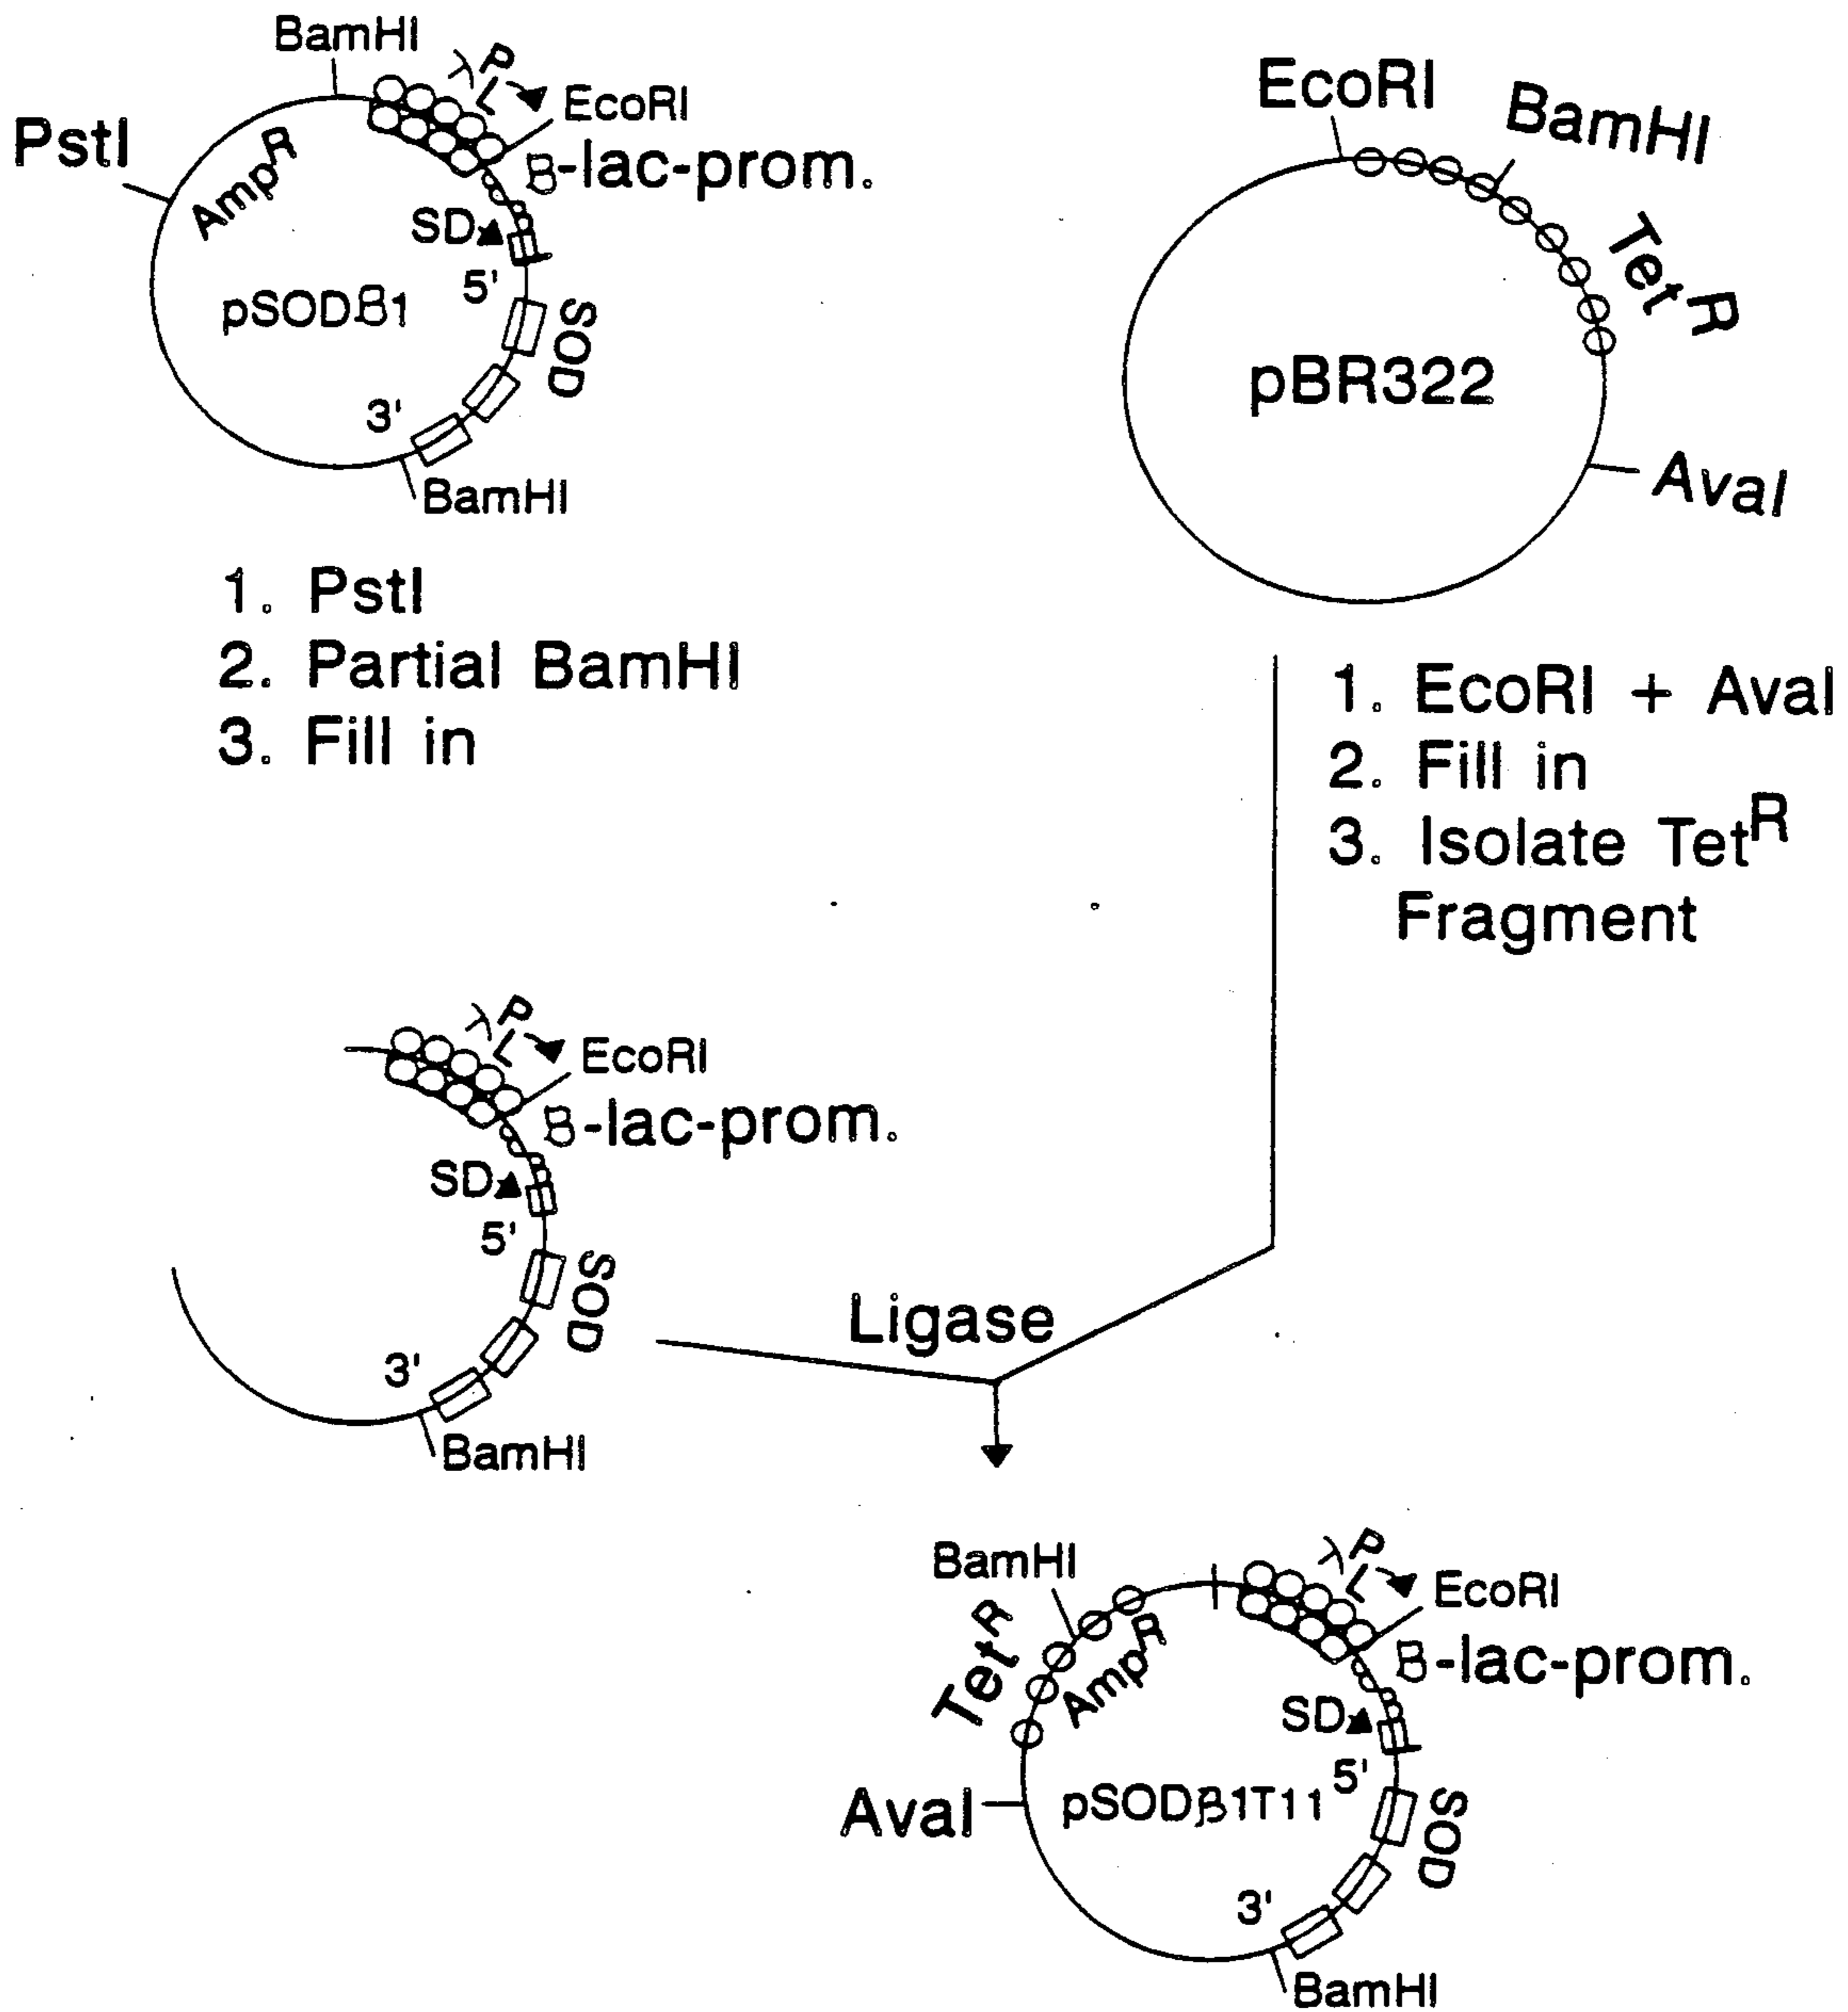 BamHI
λPL
EcoRI
PstI
AmpR
β-lac-prom.
SD
5'
pSODβ1
SOD
3'
BamHI
EcoRI
BamHI
TetR
pBR322
AvaI
1. PstI
2. Partial BamHI
3. Fill in
1. EcoRI + AvaI
2. Fill in
3. Isolate TetR
Fragment
λPL
EcoRI
β-lac-prom.
SD
5'
SOD
3'
BamHI
Ligase
BamHI
λPL
EcoRI
TetR
AmpR
β-lac-prom.
SD
5'
AvaI
pSODβ1T11
SOD
3'
BamHI